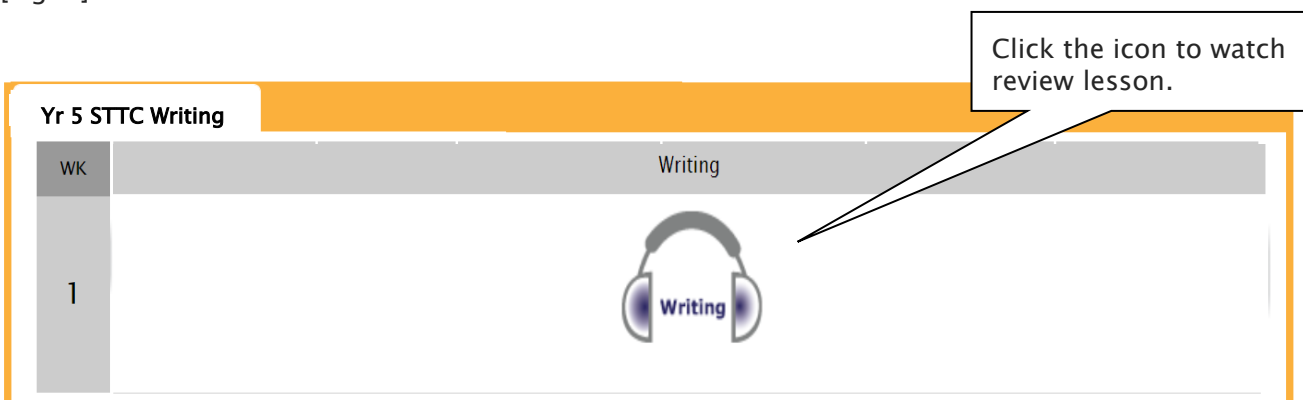 Click the icon to watch
review lesson.
Yr 5 STTC Writing
WK
Writing
1
Writing